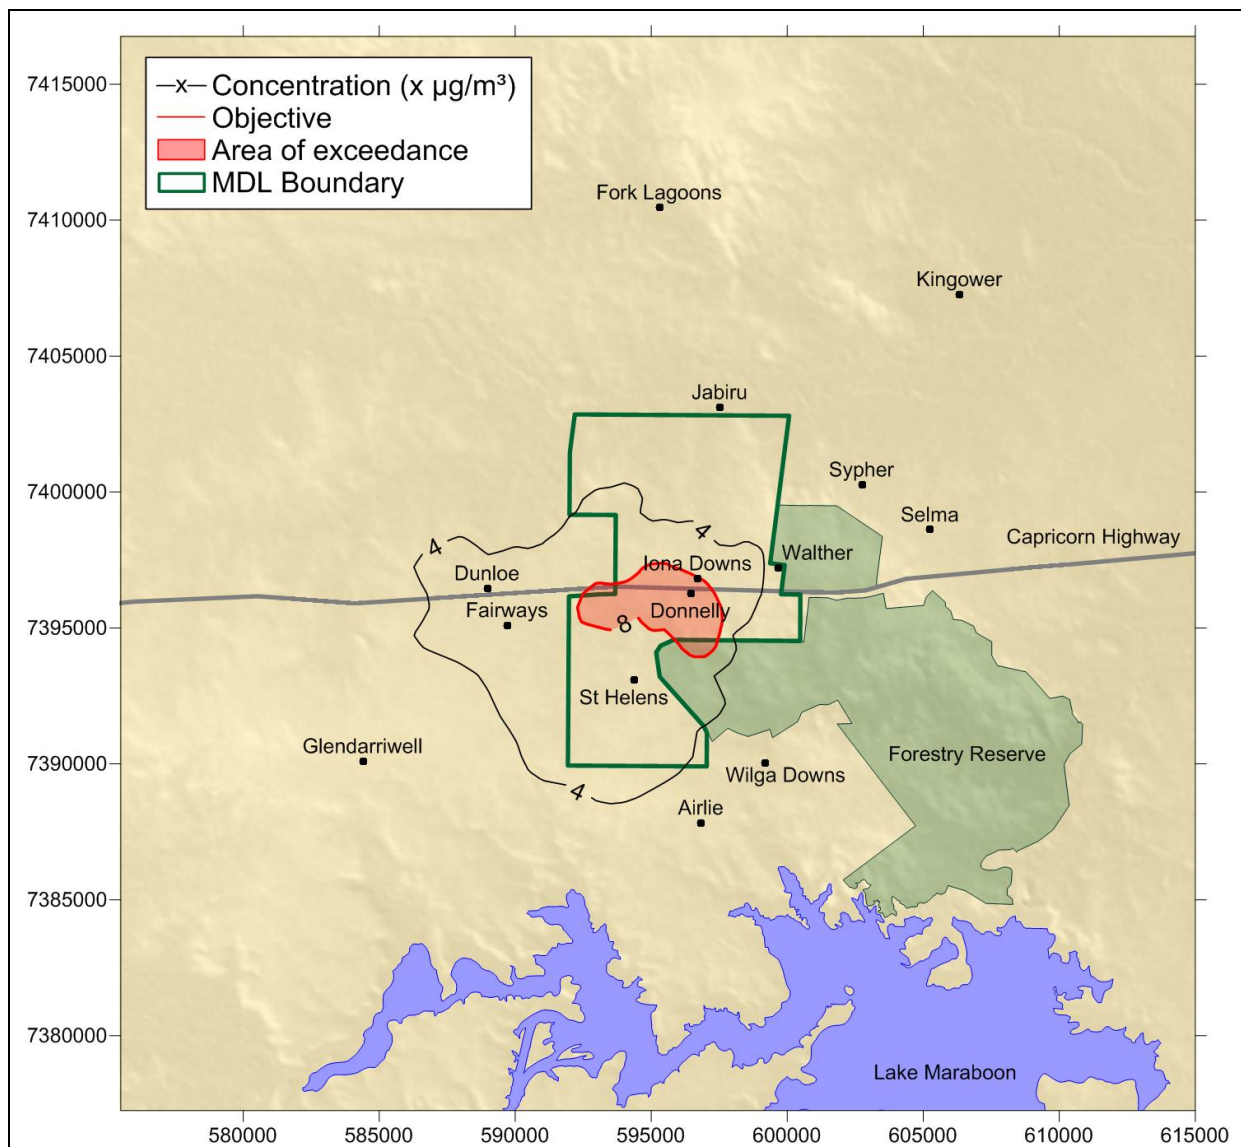 7415000
—x— Concentration (x µg/m³)
Objective
Area of exceedance
MDL Boundary
Fork Lagoons
7410000
Kingower
7405000
Jabiru
Sypher
7400000
Selma
4
Capricorn Highway
4
Walther
Iona Downs
Dunloe
Fairways
Donnelly
7395000
8
St Helens
Glendarriwell
Forestry Reserve
7390000
Wilga Downs
4
Airlie
7385000
7380000
Lake Maraboon
580000 585000 590000 595000 600000 605000 610000 615000